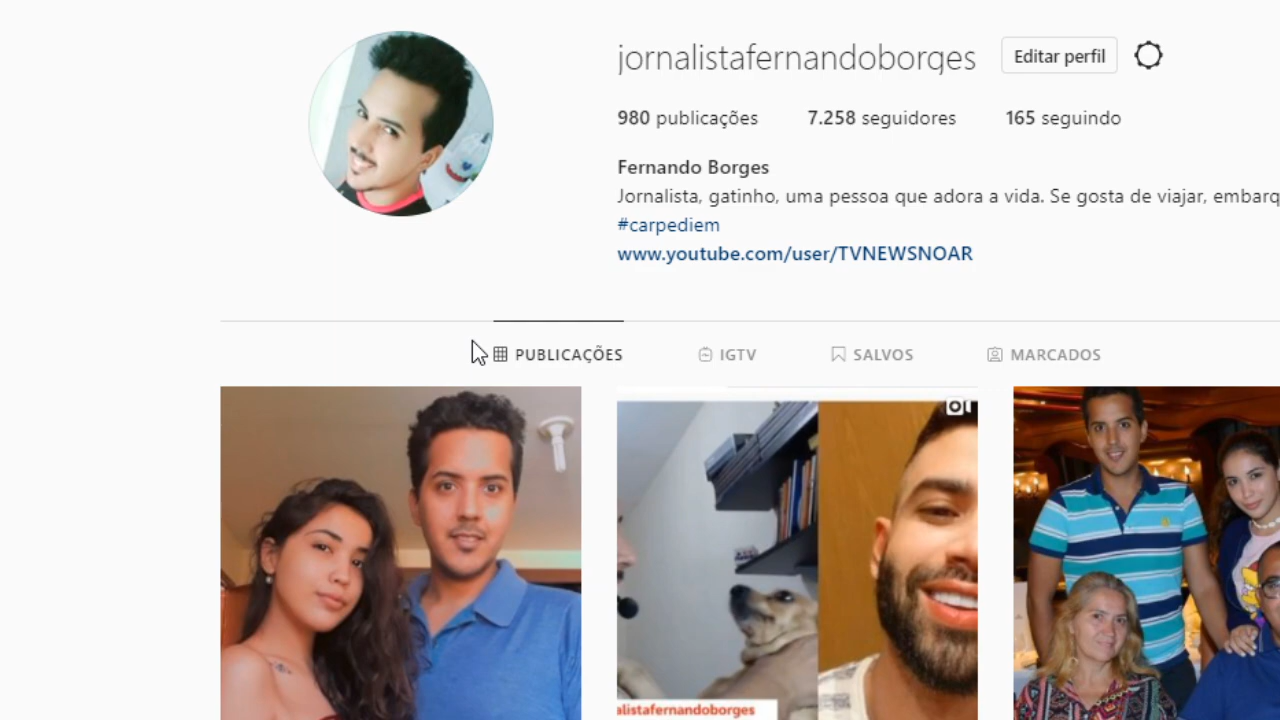 jornalistafernandoborges Editar perfil
980 publicações 7.258 seguidores 165 seguindo
Fernando Borges
Jornalista, gatinho, uma pessoa que adora a vida. Se gosta de viajar, embarq
#carpediem
www.youtube.com/user/TVNEWSNOAR
PUBLICAÇÕES IGTV SALVOS MARCADOS
alistafernandoborges